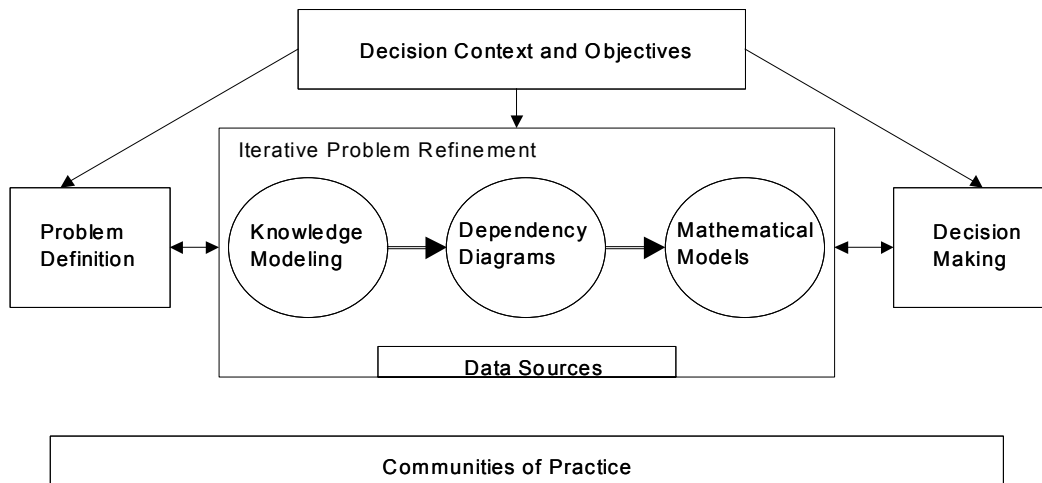 Decision Context and Objectives
Iterative Problem Refinement
Problem
Definition
Knowledge
Modeling
Dependency
Diagrams
Mathematical
Models
Decision
Making
Data Sources
Communities of Practice